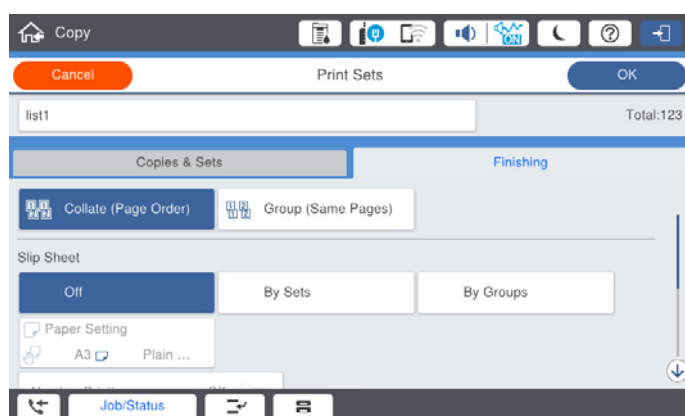 Copy
ON
Cancel
Print Sets
OK
list1
Total:123
Copies & Sets
Finishing
Collate (Page Order)
Group (Same Pages)
Slip Sheet
Off
By Sets
By Groups
Paper Setting
A3
Plain ...
Job/Status